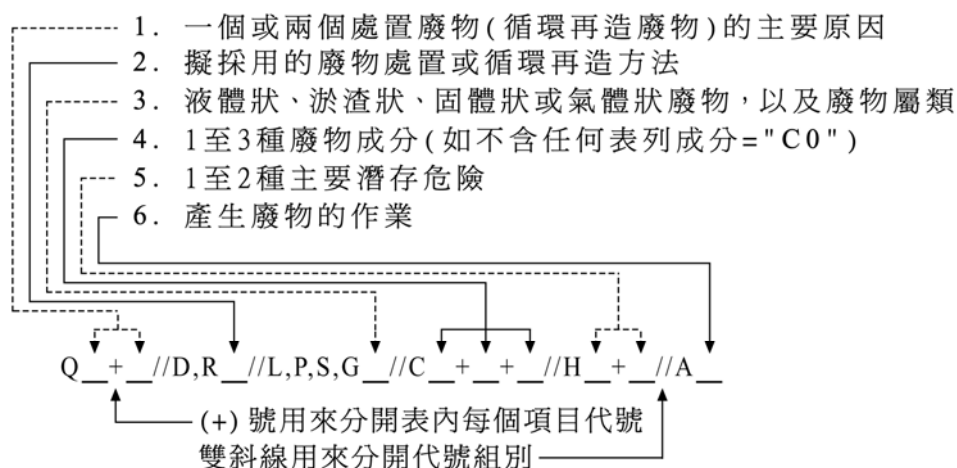 1. 一個或兩個處置廢物(循環再造廢物)的主要原因
2. 擬採用的廢物處置或循環再造方法
3. 液體狀、淤渣狀、固體狀或氣體狀廢物，以及廢物屬類
4. 1至3種廢物成分(如不含任何表列成分="C0")
5. 1至2種主要潛存危險
6. 產生廢物的作業
Q__+__//D,R__//L,P,S,G__//C__+__+__//H__+__//A__
(+) 號用來分開表內每個項目代號
雙斜線用來分開代號組別